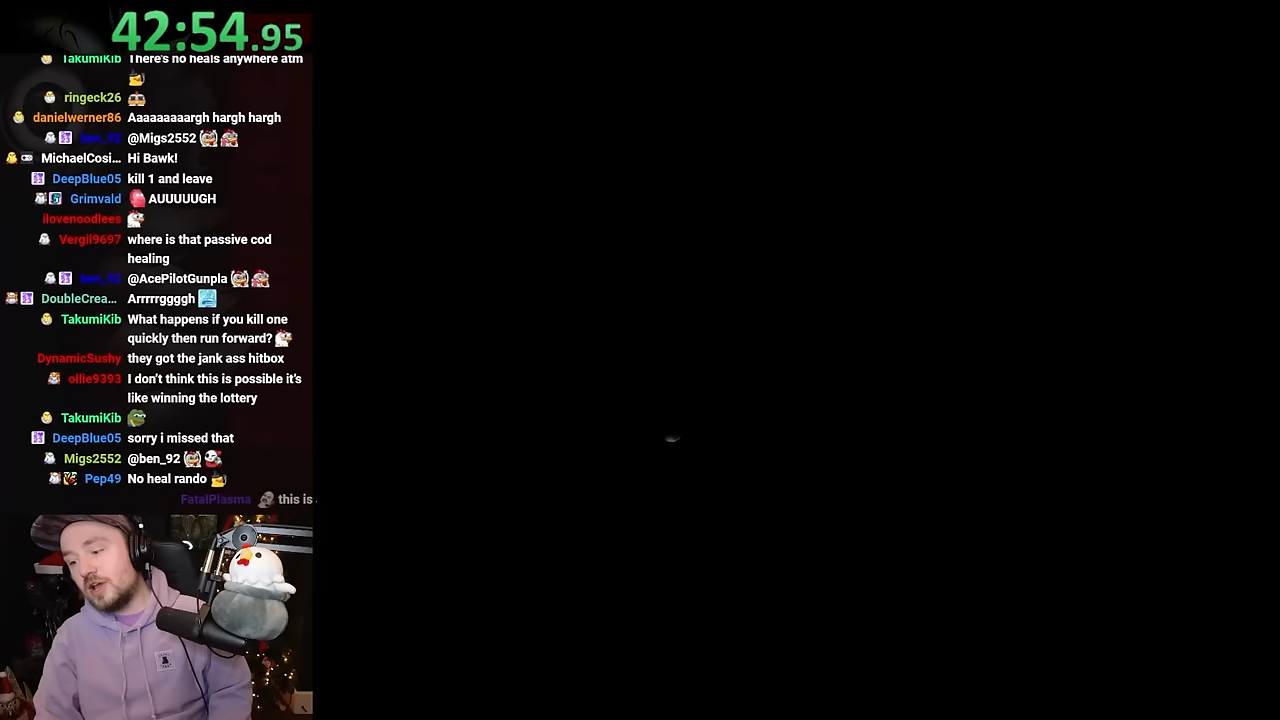 42:54.95
TakumiKib There's no heals anywhere atm
ringeck26
danielwerner86 Aaaaaaaaargh hargh hargh
ben_92 @Migs2552
MichaelCosi... Hi Bawk!
DeepBlue05 kill 1 and leave
Grimvald AUUUUUGH
ilovenoodlees
Vergil9697 where is that passive cod
healing
ben_92 @AcePilotGunpla
DoubleCrea... Arrrrrggggh
TakumiKib What happens if you kill one
quickly then run forward?
DynamicSushy they got the jank ass hitbox
ollie9393 I don't think this is possible it's
like winning the lottery
TakumiKib
DeepBlue05 sorry i missed that
Migs2552 @ben_92
Pep49 No heal rando
FatalPlasma this is